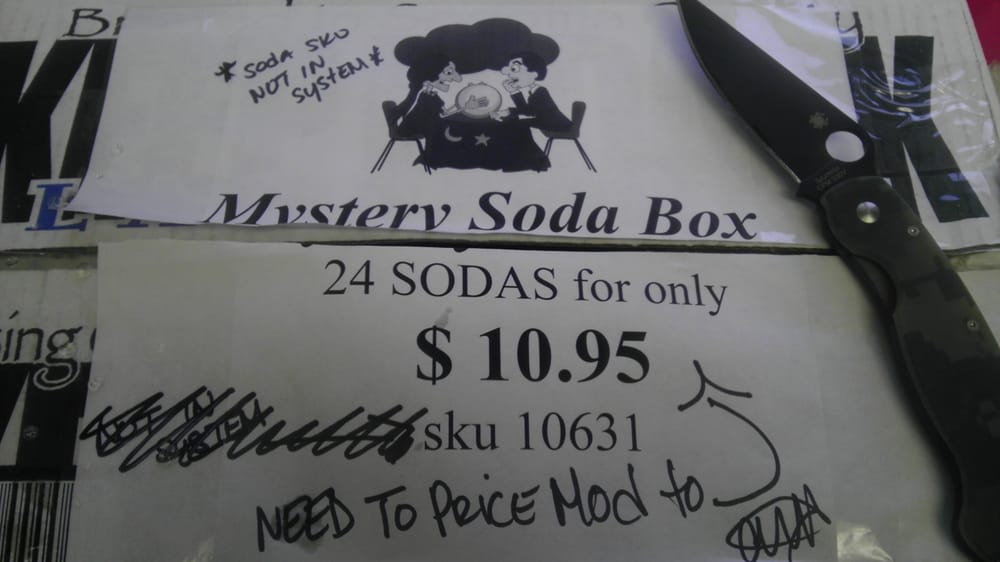 * SODA SKU
NOT IN
SYSTEM *
Mystery Soda Box
24 SODAS for only
$ 10.95
sku 10631
NEED TO PRICE MOD to